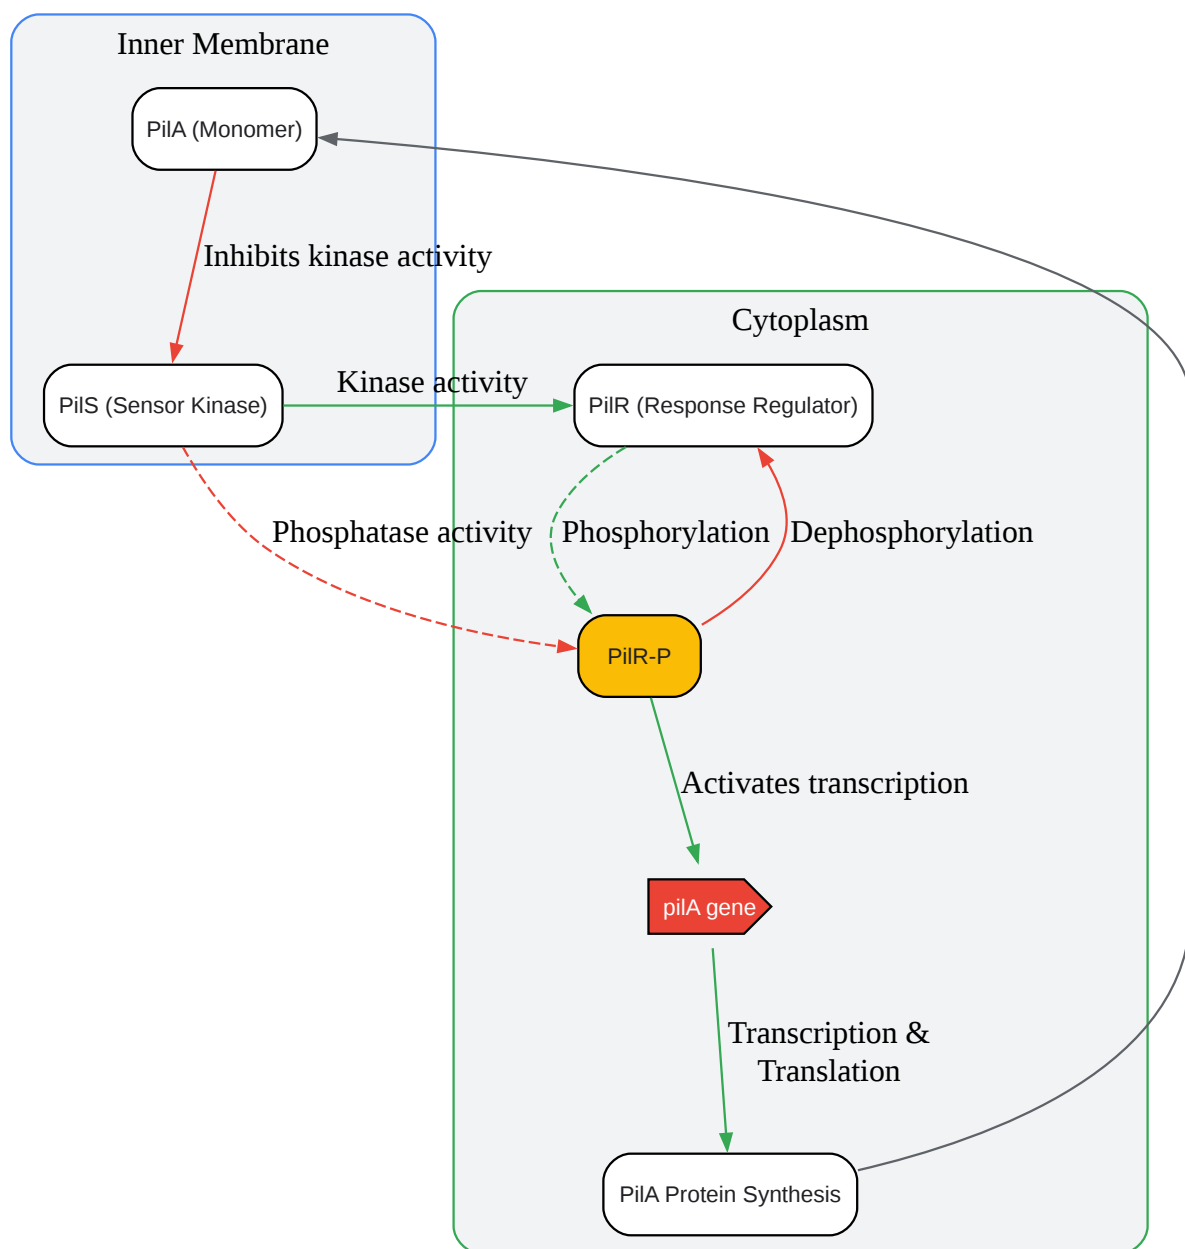 Inner Membrane
PilA (Monomer)
Inhibits kinase activity
Cytoplasm
Kinase activity
PilS (Sensor Kinase)
PilR (Response Regulator)
Phosphatase activity
Phosphorylation
Dephosphorylation
PilR-P
Activates transcription
pilA gene
Transcription &
Translation
PilA Protein Synthesis